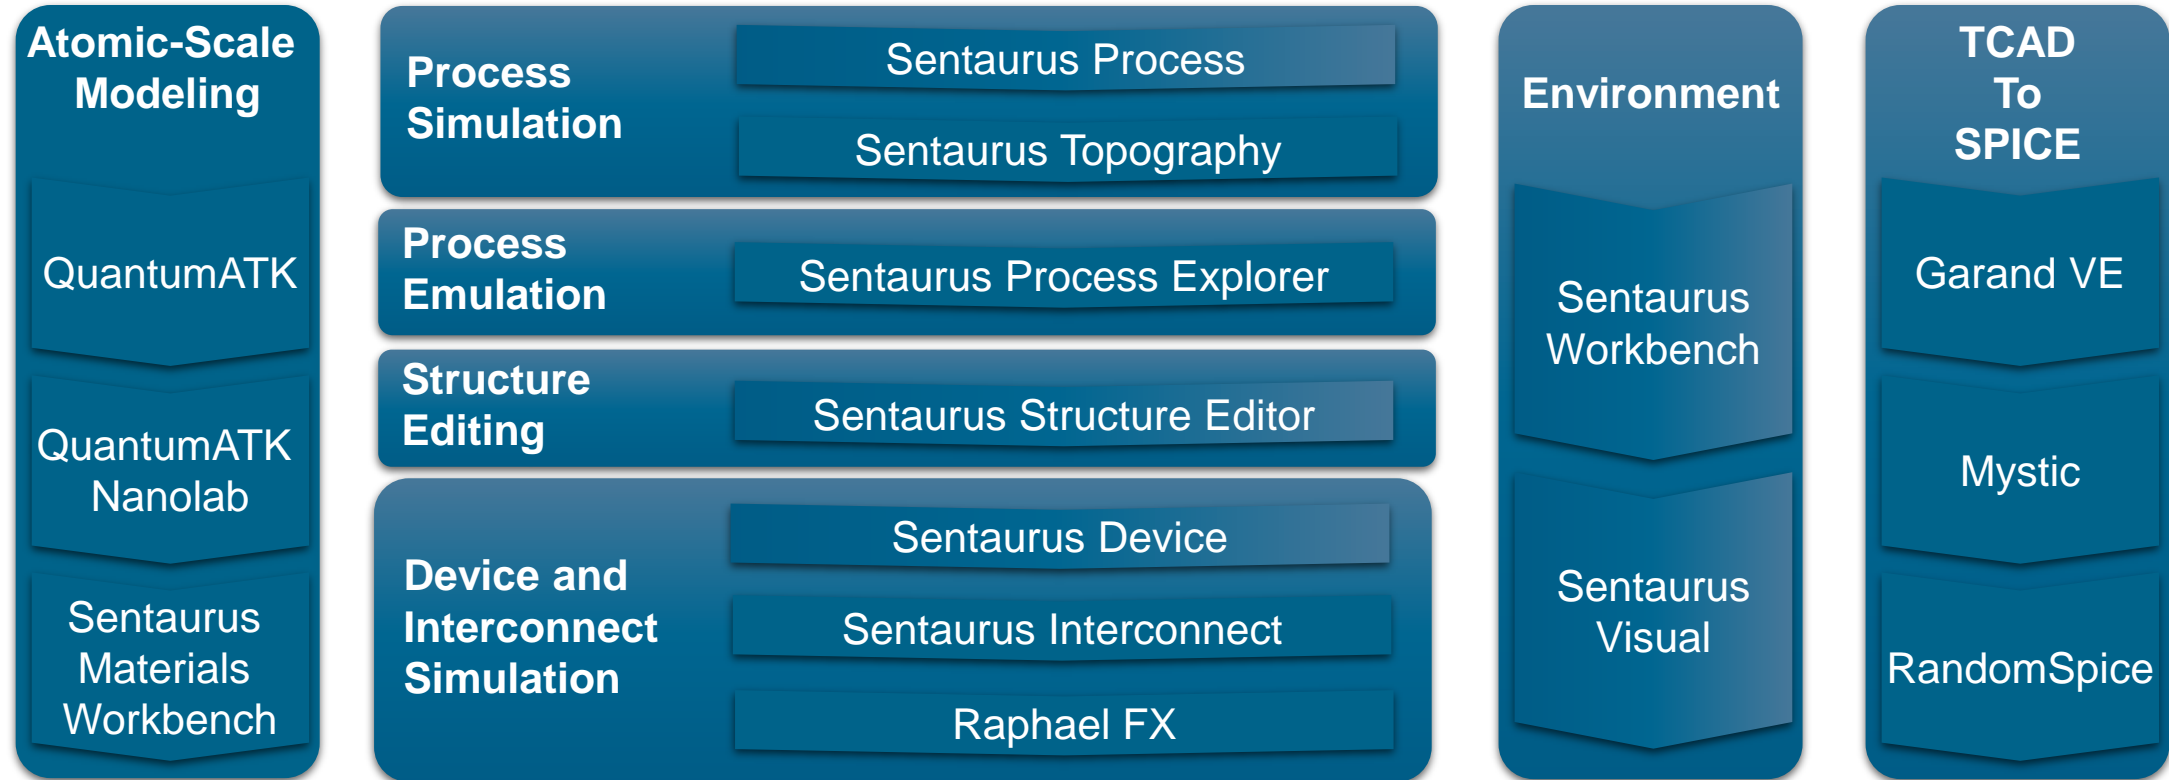 Atomic-Scale
Modeling
QuantumATK
QuantumATK
Nanolab
Sentaurus
Materials
Workbench
Process
Simulation
Sentaurus Process
Sentaurus Topography
Process
Emulation
Sentaurus Process Explorer
Structure
Editing
Sentaurus Structure Editor
Device and
Interconnect
Simulation
Sentaurus Device
Sentaurus Interconnect
Raphael FX
Environment
Sentaurus
Workbench
Sentaurus
Visual
TCAD
To
SPICE
Garand VE
Mystic
RandomSpice